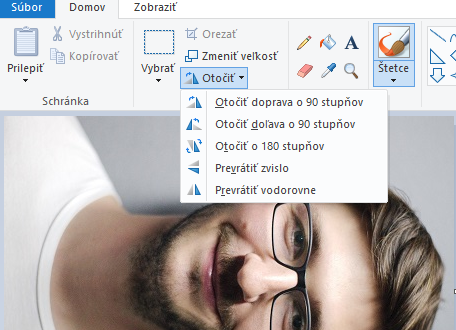 Súbor
Domov
Zobraziť
Prilepiť
Vystrihnúť
Kopírovať
Schránka
Vybrať
Orezať
Zmeniť veľkosť
Otočiť
A
Štetce
Otočiť doprava o 90 stupňov
Otočiť doľava o 90 stupňov
Otočiť o 180 stupňov
Prevrátiť zvislo
Prevrátiť vodorovne